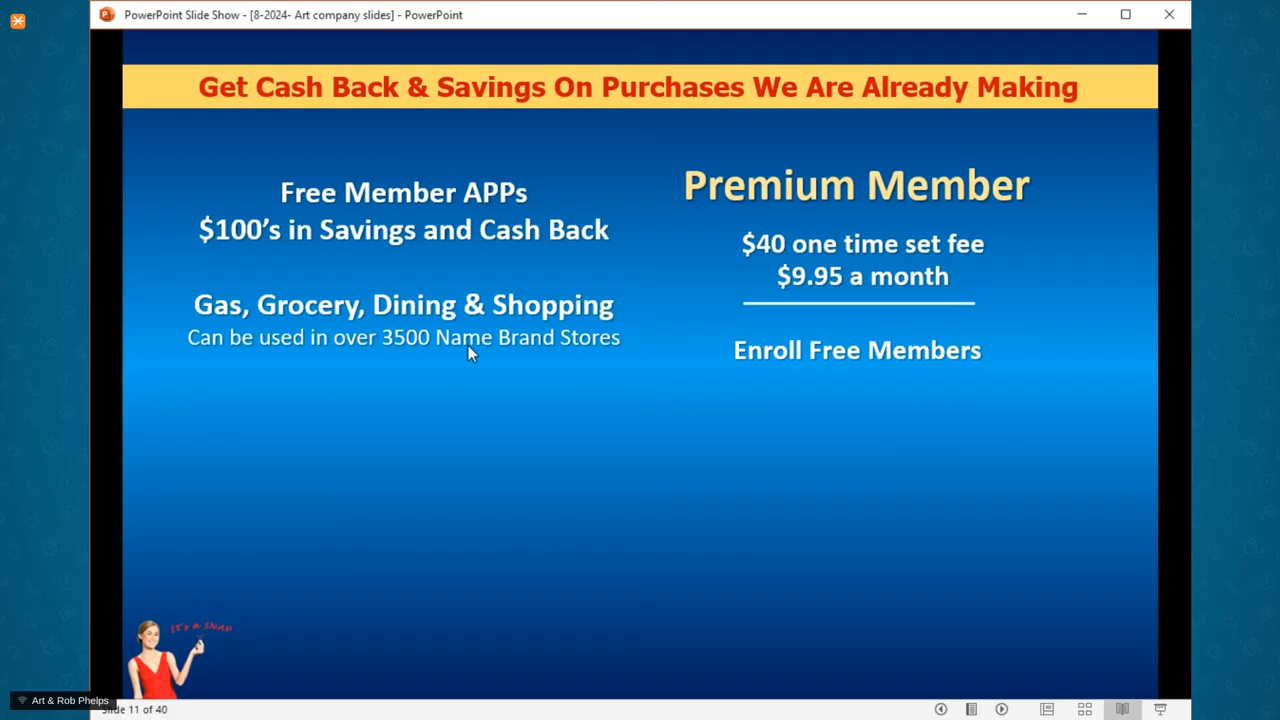 PowerPoint Slide Show - [8-2024- Art company slides] - PowerPoint
Get Cash Back & Savings On Purchases We Are Already Making
Free Member APPs
$100's in Savings and Cash Back
Gas, Grocery, Dining & Shopping
Can be used in over 3500 Name Brand Stores
Premium Member
$40 one time set fee
$9.95 a month
Enroll Free Members
It's a SNAP
Art & Rob Phelps
Slide 11 of 40